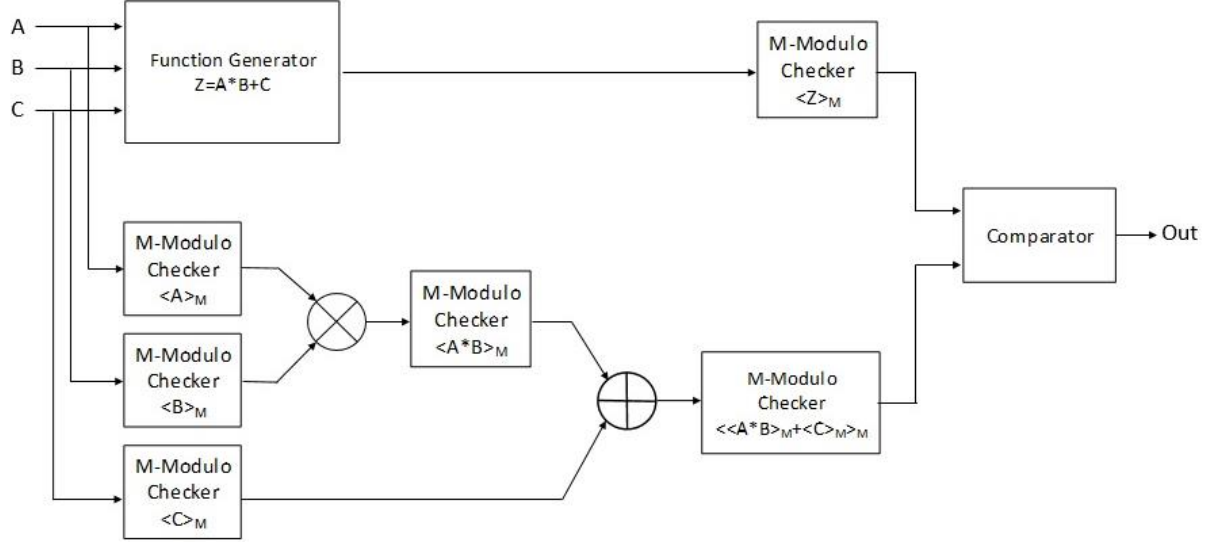 A
B
C
Function Generator
Z=A*B+C
M-Modulo
Checker
<Z>M
M-Modulo
Checker
<A>M
M-Modulo
Checker
<B>M
M-Modulo
Checker
<C>M
M-Modulo
Checker
<A*B>M
M-Modulo
Checker
<<A*B>M+<C>M>M
Comparator
Out